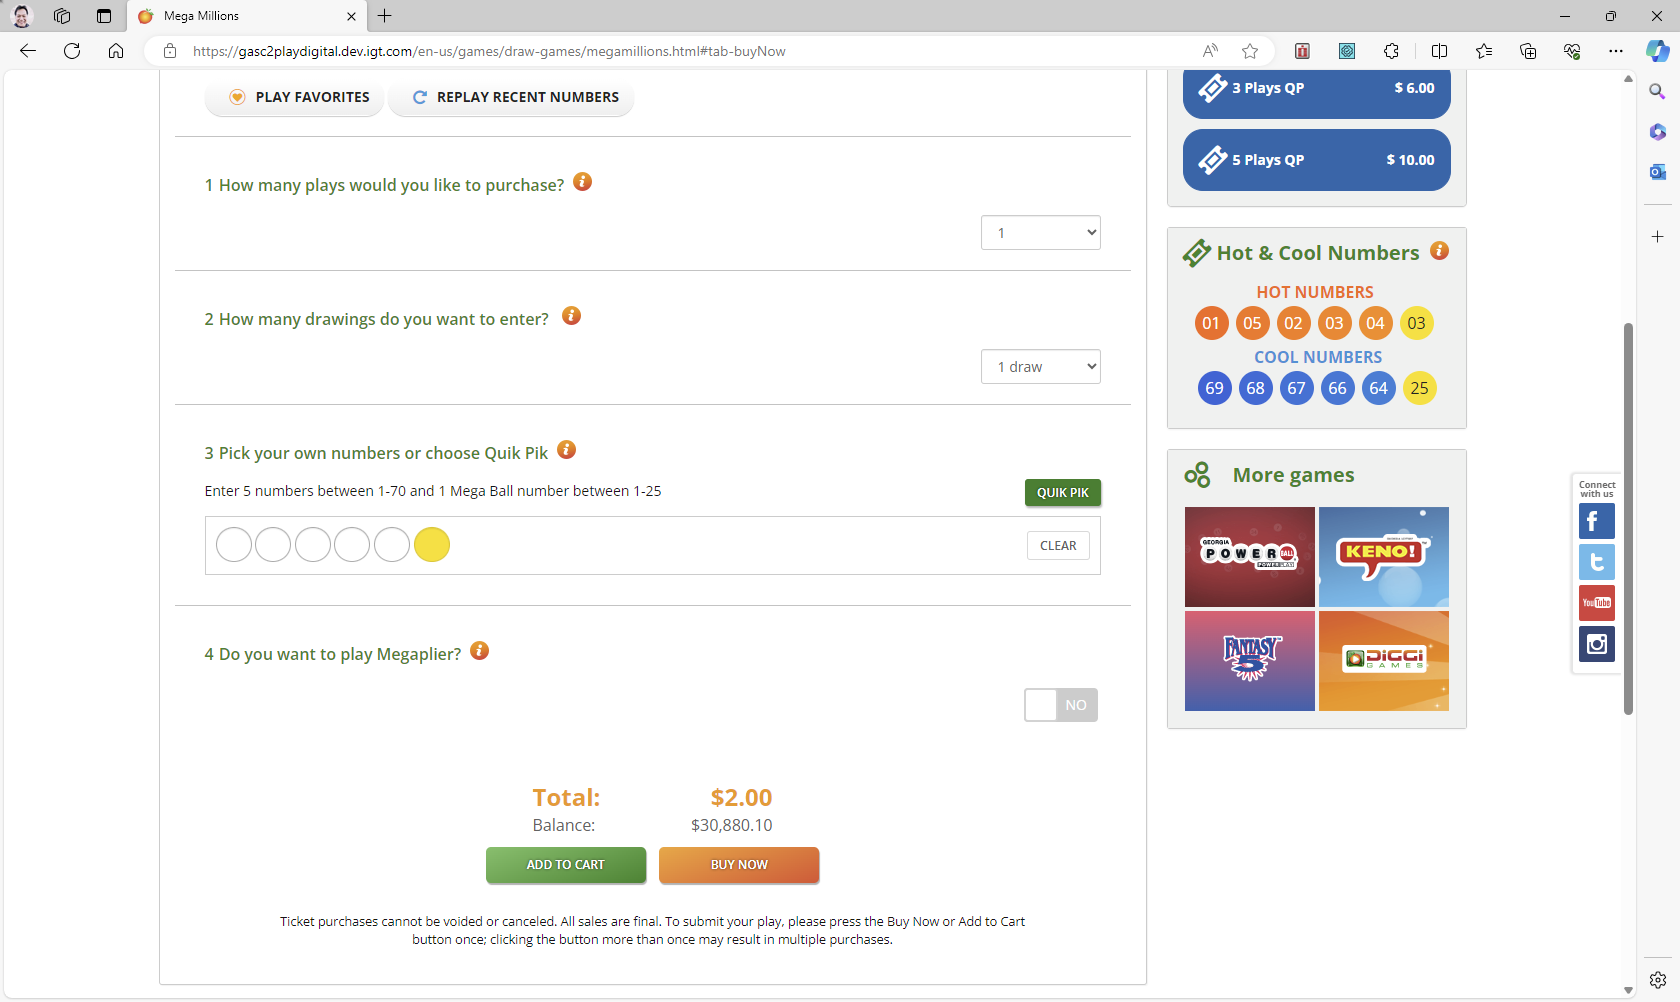 Mega Millions
https://gasc2playdigital.dev.igt.com/en-us/games/draw-games/megamillions.html#tab-buyNow
PLAY FAVORITES
REPLAY RECENT NUMBERS
1 How many plays would you like to purchase?
1
2 How many drawings do you want to enter?
1 draw
3 Pick your own numbers or choose Quik Pik
Enter 5 numbers between 1-70 and 1 Mega Ball number between 1-25
QUIK PIK
CLEAR
4 Do you want to play Megaplier?
NO
Total: $2.00
Balance: $30,880.10
ADD TO CART
BUY NOW
Ticket purchases cannot be voided or canceled. All sales are final. To submit your play, please press the Buy Now or Add to Cart
button once; clicking the button more than once may result in multiple purchases.
3 Plays QP $ 6.00
5 Plays QP $ 10.00
Hot & Cool Numbers
HOT NUMBERS
01 05 02 03 04 03
COOL NUMBERS
69 68 67 66 64 25
More games
GEORGIA
POWERBALL
POWER PLAY
KENO!
FANTASY 5
DIGGI
GAMES
Connect
with us
YouTube